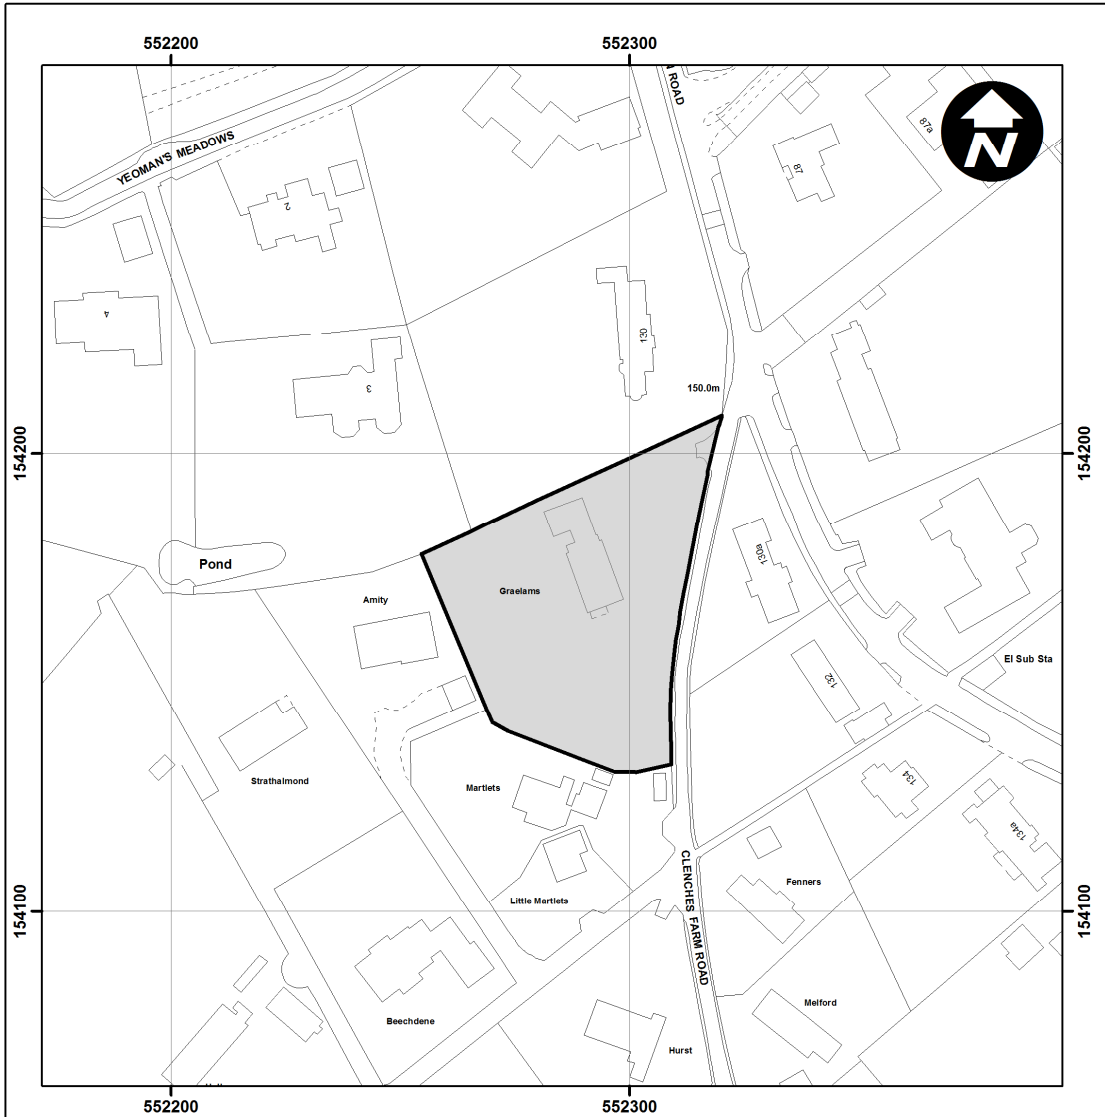 552200
552300
N ROAD
87a
YEOMAN'S MEADOWS
87
2
4
130
3
150.0m
N
154200
154200
Pond
130a
Graelams
Amity
El Sub Sta
132
Strathalmond
Martlets
134
134a
Fenners
Little Martlets
CLENCHES FARM ROAD
154100
154100
Beechdene
Melford
Hurst
552200
552300